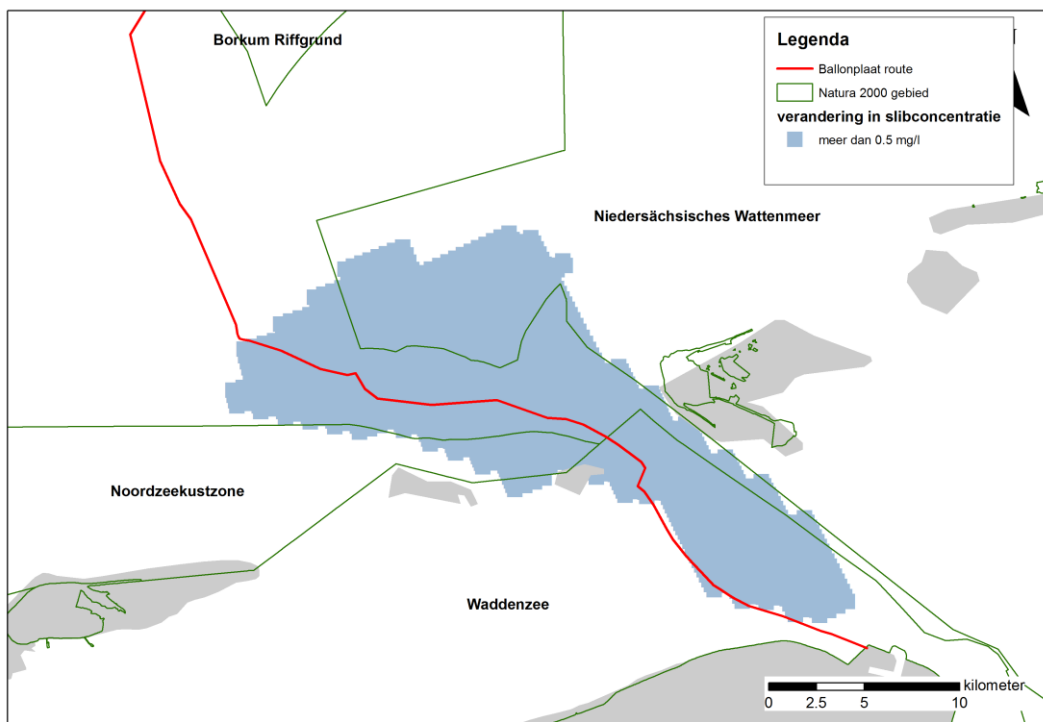 Borkum Riffgrund
Legenda
Ballonplaat route
Natura 2000 gebied
verandering in slibconcentratie
meer dan 0.5 mg/l
Niedersächsisches Wattenmeer
Noordzeekustzone
Waddenzee
kilometer
0 2.5 5 10